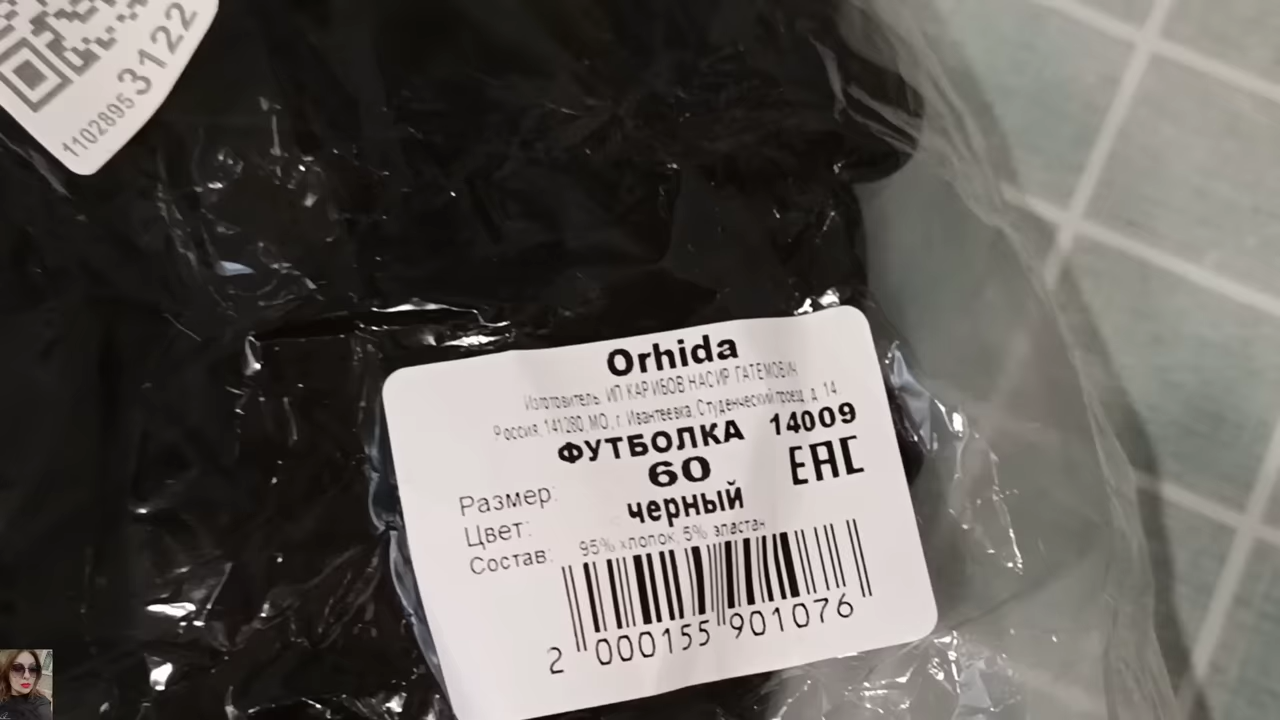 1102895 3122
Orhida
Изготовитель: ИП КАРИБОВ НАСИР ГАТЕМОВИЧ
Россия, 141280, МО., г. Ивантеевка, Студенческий проезд, д. 14.
ФУТБОЛКА 14009
Размер: 60 EAC
Цвет: черный
Состав: 95% хлопок, 5% эластан
2 000155 901076